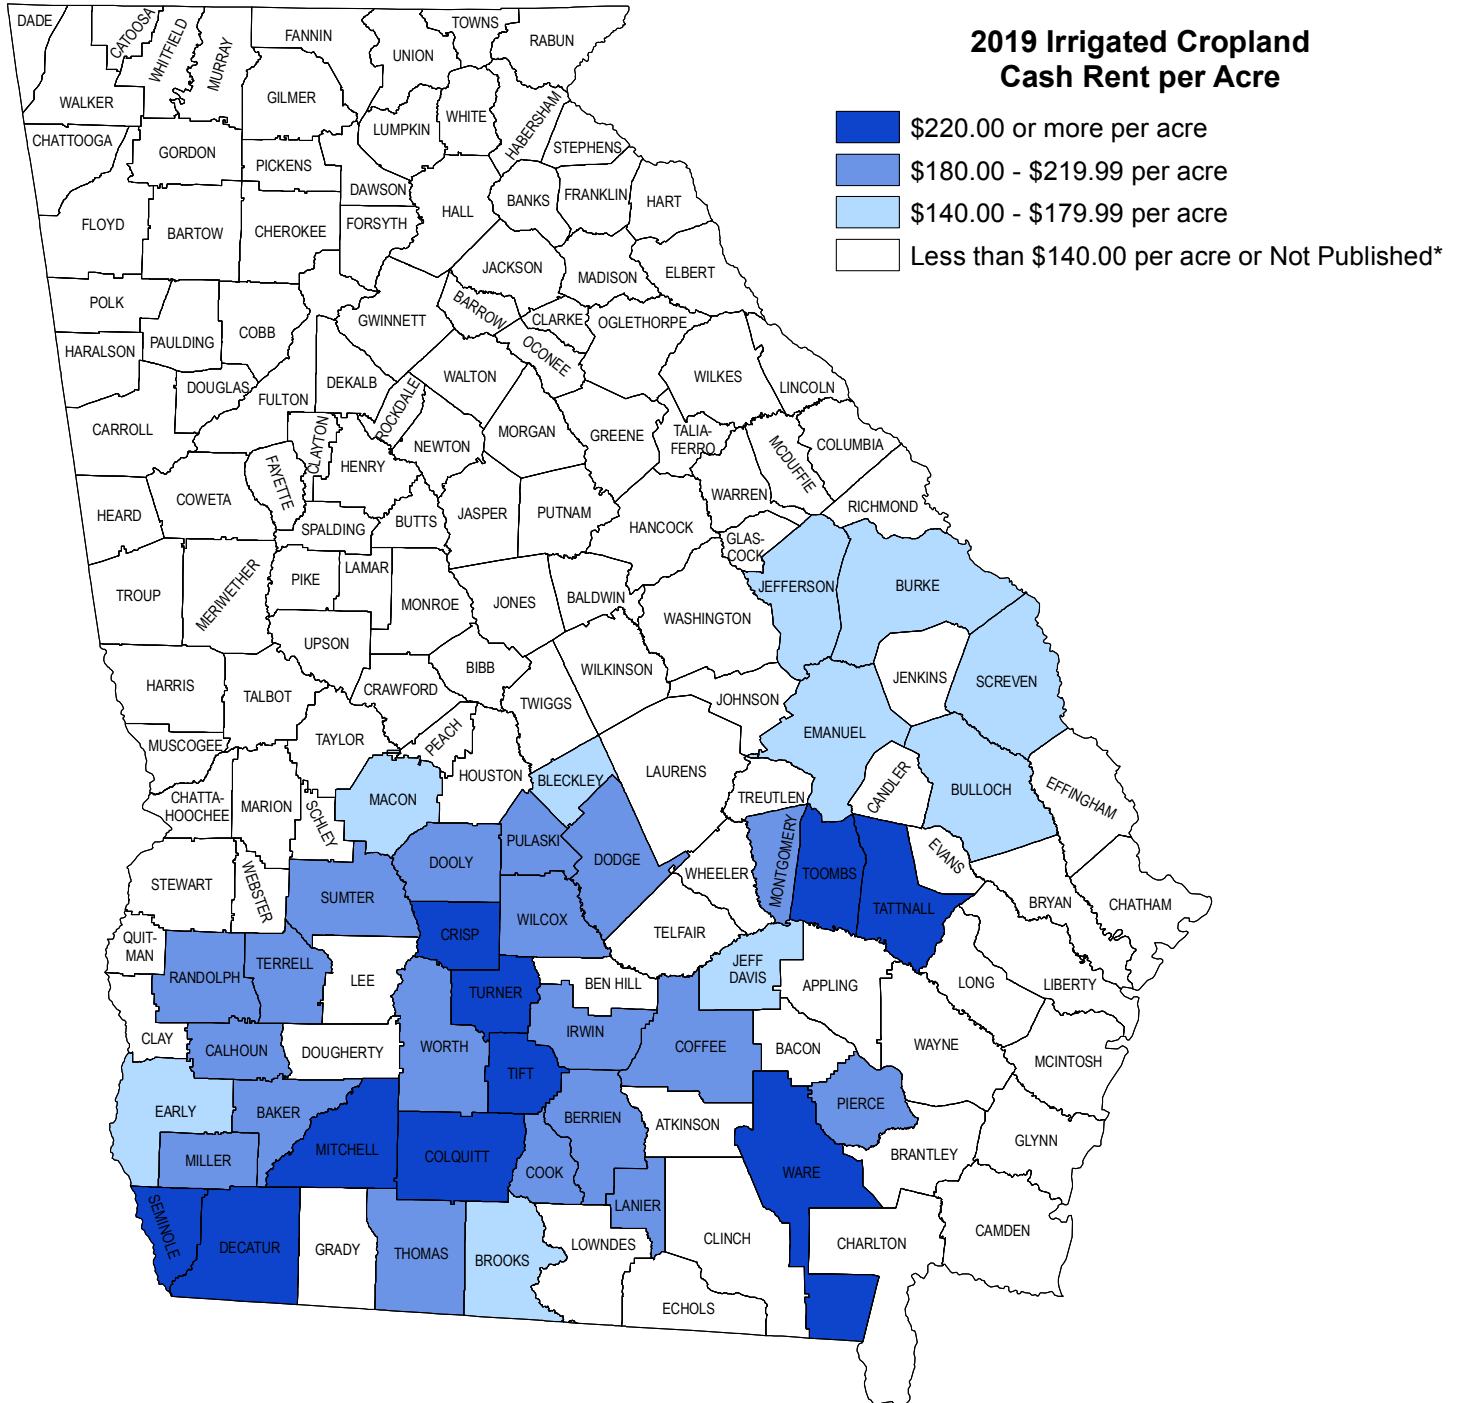 2019 Irrigated Cropland
Cash Rent per Acre
$220.00 or more per acre
$180.00 - $219.99 per acre
$140.00 - $179.99 per acre
Less than $140.00 per acre or Not Published*
DADE
CATOOSA
WHITFIELD
MURRAY
FANNIN
UNION
TOWNS
RABUN
WALKER
GILMER
LUMPKIN
WHITE
HABERSHAM
STEPHENS
CHATTOOGA
GORDON
PICKENS
DAWSON
HALL
BANKS
FRANKLIN
HART
FLOYD
BARTOW
CHEROKEE
FORSYTH
JACKSON
MADISON
ELBERT
POLK
PAULDING
COBB
GWINNETT
BARROW
CLARKE
OCONEE
OGLETHORPE
HARALSON
DOUGLAS
FULTON
DEKALB
ROCKDALE
WALTON
WILKES
LINCOLN
CARROLL
CLAYTON
HENRY
NEWTON
MORGAN
GREENE
TALIA-
FERRO
MCDUFFIE
COLUMBIA
FAYETTE
COWETA
HEARD
SPALDING
BUTTS
JASPER
PUTNAM
HANCOCK
WARREN
RICHMOND
GLAS-
COCK
TROUP
MERIWETHER
PIKE
LAMAR
MONROE
JONES
BALDWIN
WASHINGTON
JEFFERSON
BURKE
UPSON
BIBB
WILKINSON
JENKINS
SCREVEN
HARRIS
TALBOT
CRAWFORD
TWIGGS
JOHNSON
EMANUEL
MUSCOGEE
TAYLOR
PEACH
HOUSTON
BLECKLEY
LAURENS
TREUTLEN
CANDLER
BULLOCH
EFFINGHAM
CHATTA-
HOOCHEE
MARION
SCHLEY
MACON
PULASKI
DODGE
WHEELER
MONTGOMERY
TOOMBS
TATTNALL
EVANS
BRYAN
CHATHAM
STEWART
WEBSTER
SUMTER
DOOLY
WILCOX
CRISP
TELFAIR
QUIT-
MAN
RANDOLPH
TERRELL
LEE
TURNER
BEN HILL
JEFF
DAVIS
APPLING
LONG
LIBERTY
CLAY
CALHOUN
DOUGHERTY
WORTH
TIFT
IRWIN
COFFEE
BACON
WAYNE
MCINTOSH
EARLY
BAKER
MILLER
MITCHELL
COLQUITT
COOK
BERRIEN
ATKINSON
WARE
PIERCE
BRANTLEY
GLYNN
SEMINOLE
DECATUR
GRADY
THOMAS
BROOKS
LOWNDES
LANIER
CLINCH
ECHOLS
CHARLTON
CAMDEN